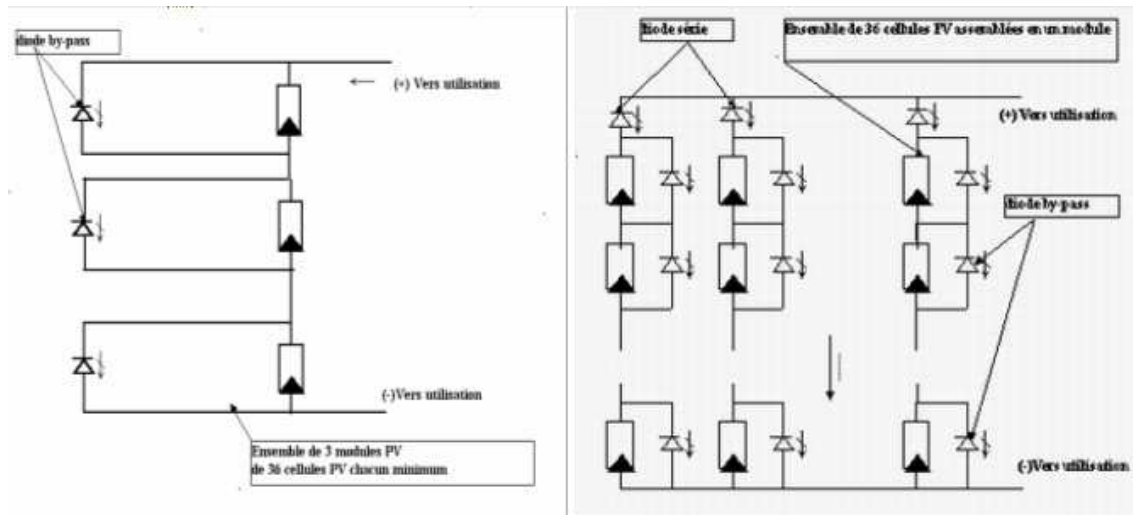 diode by-pass
(+) Vers utilisation
(-)Vers utilisation
Ensemble de 3 modules PV
de 36 cellules PV chacun minimum
diode série
Ensemble de 36 cellules PV assemblées en un module
(+) Vers utilisation
diode by-pass
(-)Vers utilisation